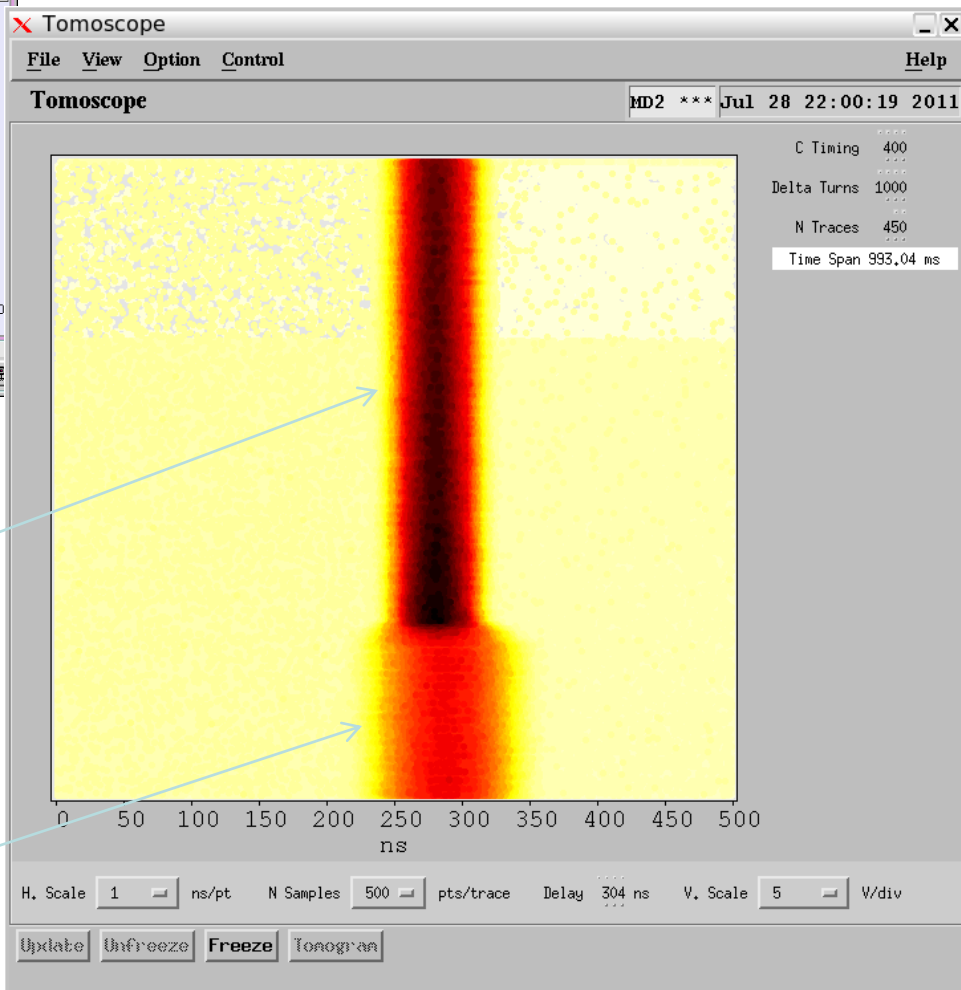 Tomoscope
File View Option Control Help
Tomoscope MD2 *** Jul 28 22:00:19 2011
C Timing 400
Delta Turns 1000
N Traces 450
Time Span 993.04 ms
0 50 100 150 200 250 300 350 400 450 500
ns
H. Scale 1 ns/pt N Samples 500 pts/trace Delay 304 ns V. Scale 5 V/div
Update Unfreeze Freeze Tomogram